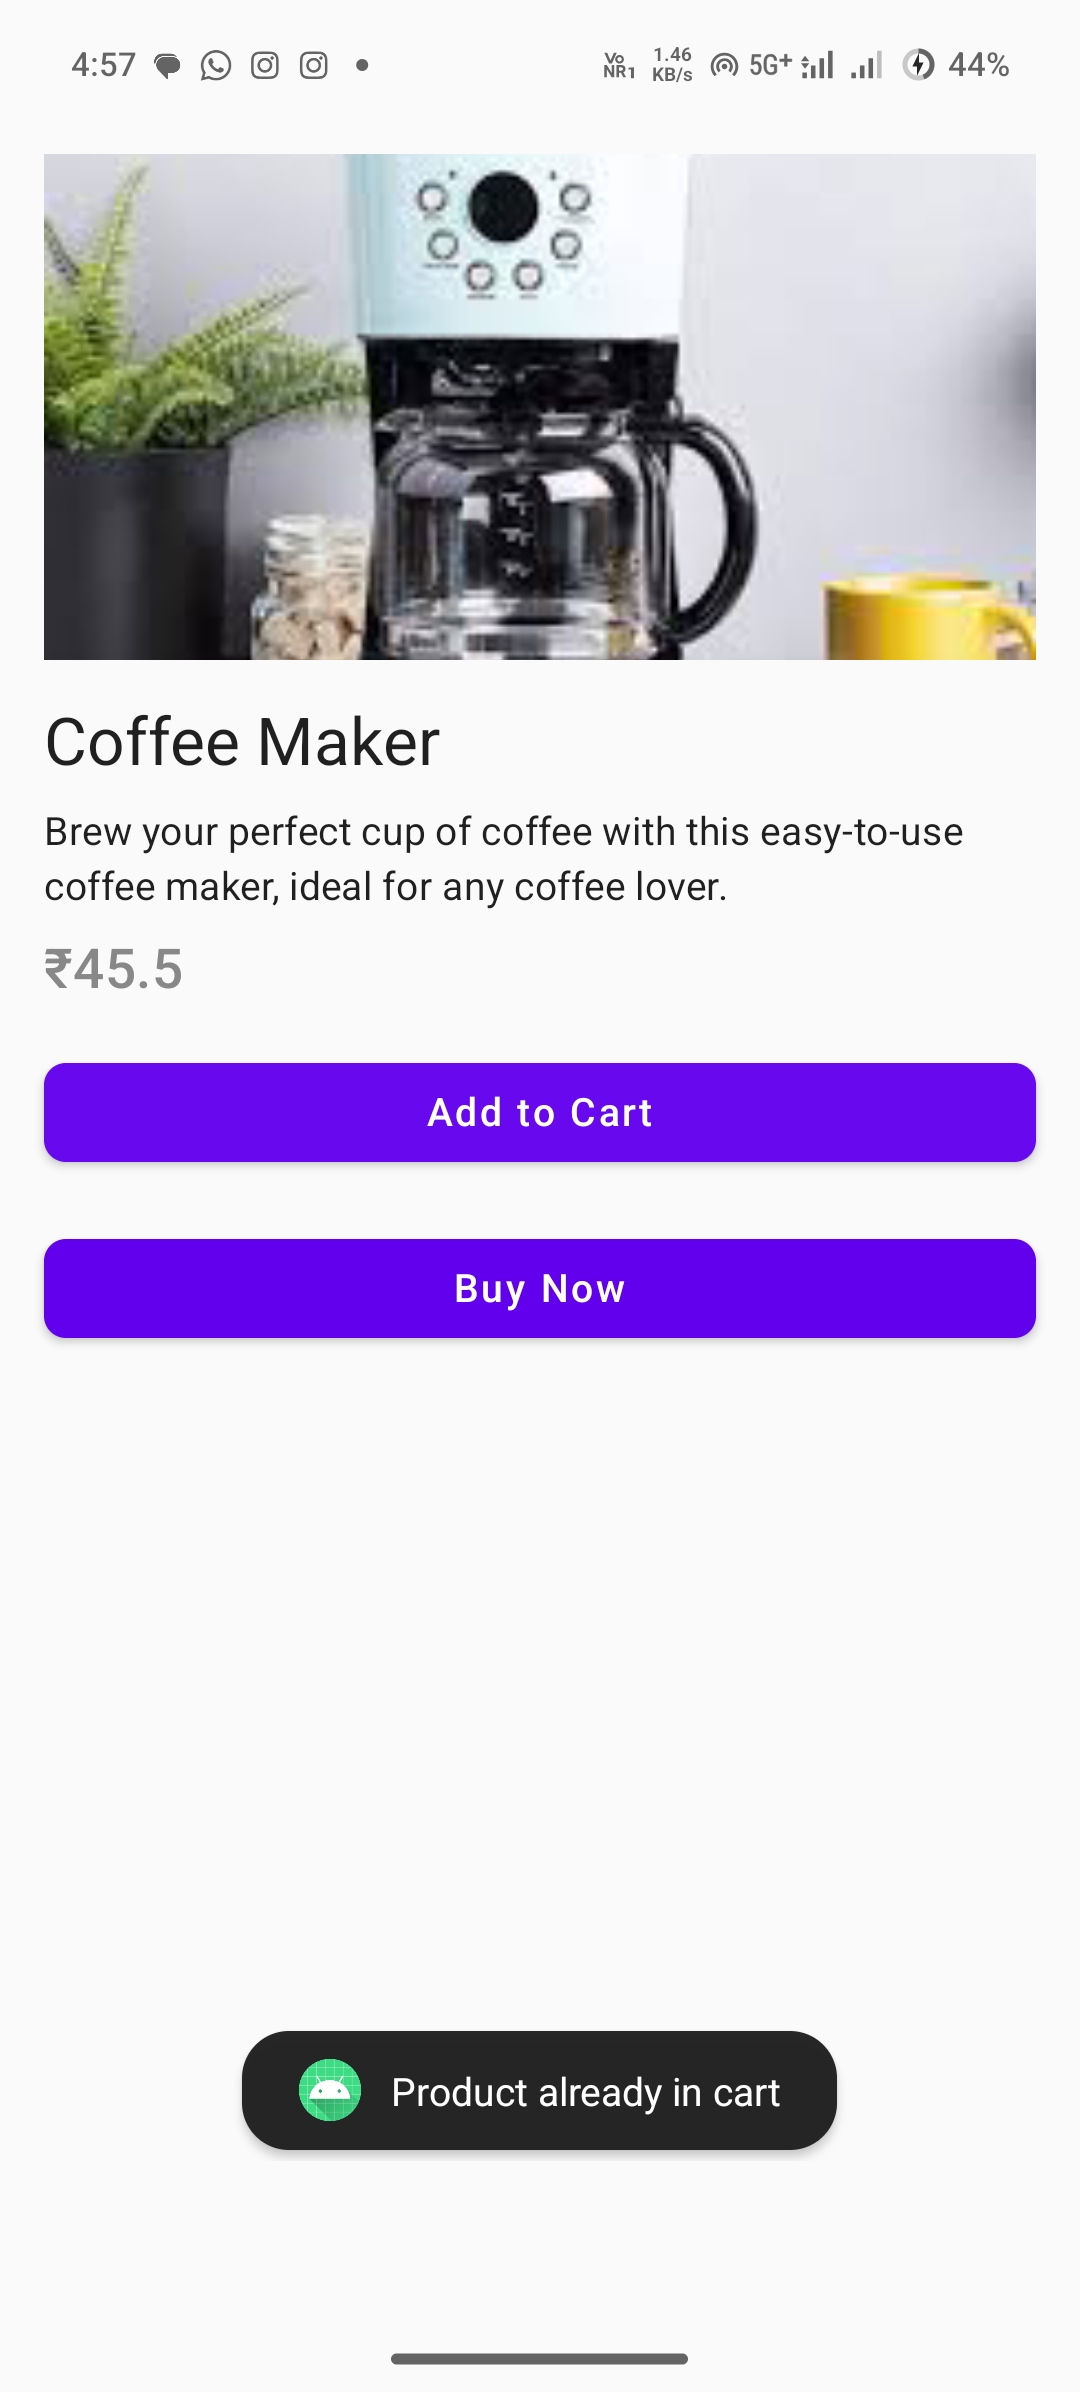 4:57
Vo
NR1
1.46
KB/s
5G+
44%
Coffee Maker
Brew your perfect cup of coffee with this easy-to-use
coffee maker, ideal for any coffee lover.
₹45.5
Add to Cart
Buy Now
Product already in cart